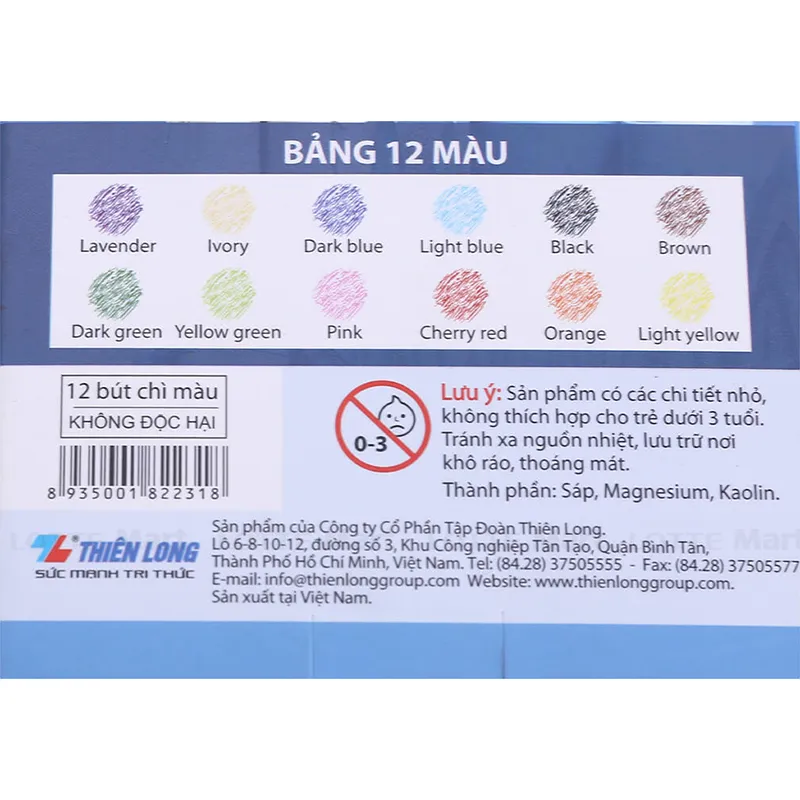 BẢNG 12 MÀU
Lavender Ivory Dark blue Light blue Black Brown
Dark green Yellow green Pink Cherry red Orange Light yellow
12 bút chì màu
KHÔNG ĐỘC HẠI
8 935001 822318
0-3
Lưu ý: Sản phẩm có các chi tiết nhỏ,
không thích hợp cho trẻ dưới 3 tuổi.
Tránh xa nguồn nhiệt, lưu trữ nơi
khô ráo, thoáng mát.
Thành phần: Sáp, Magnesium, Kaolin.
LOTTE Mart
TL® THIÊN LONG
SỨC MẠNH TRI THỨC
Sản phẩm của Công ty Cổ Phần Tập Đoàn Thiên Long.
Lô 6-8-10-12, đường số 3, Khu Công nghiệp Tân Tạo, Quận Bình Tân,
Thành Phố Hồ Chí Minh, Việt Nam. Tel: (84.28) 37505555 - Fax: (84.28) 37505577
E-mail: info@thienlonggroup.com Website: www.thienlonggroup.com.
Sản xuất tại Việt Nam.
LOTTE Mart